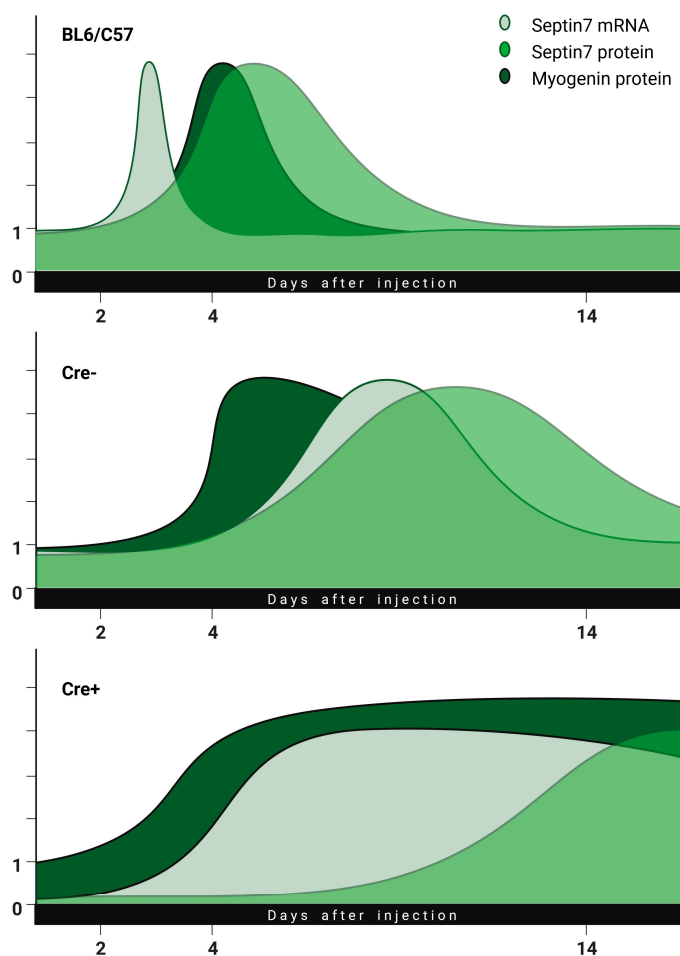 BL6/C57
Septin7 mRNA
Septin7 protein
Myogenin protein
1
0
Days after injection
2 4 14
Cre-
1
0
Days after injection
2 4 14
Cre+
1
0
Days after injection
2 4 14